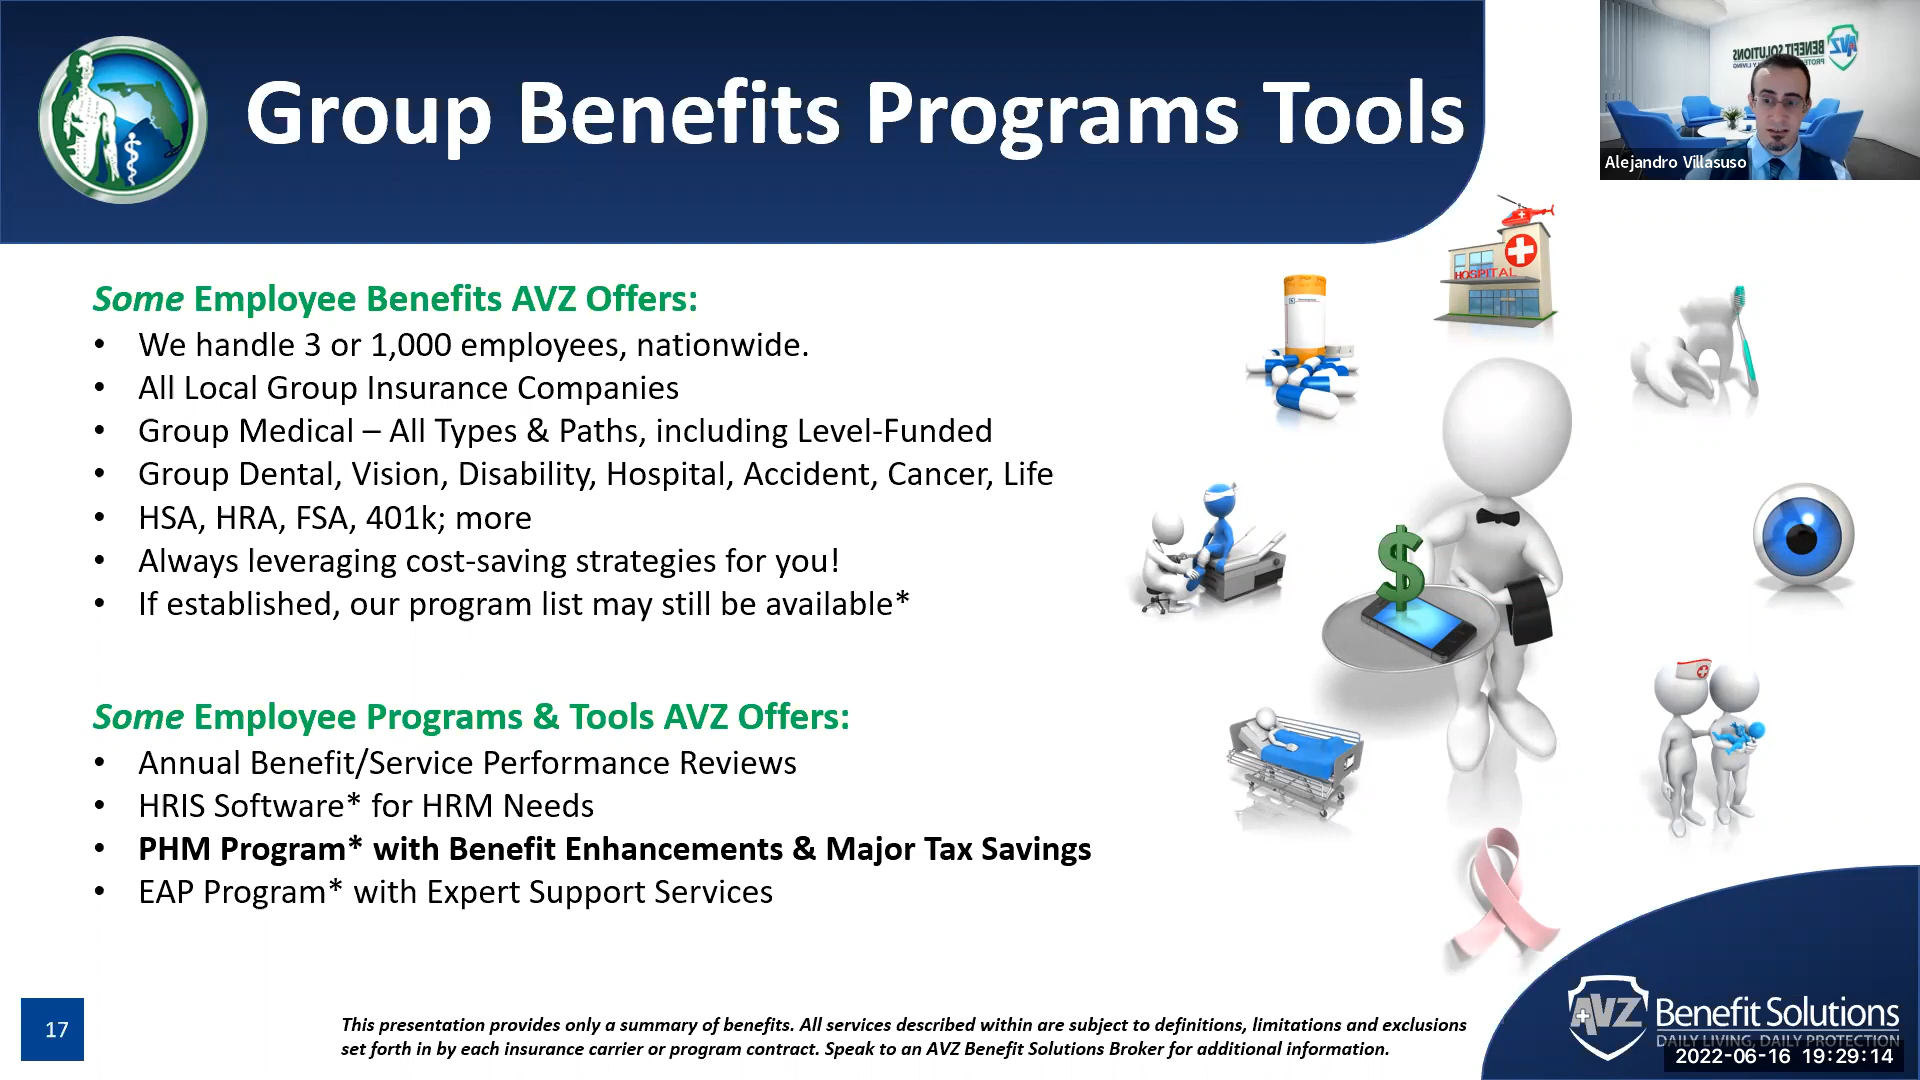 Group Benefits Programs Tools
BENEFIT SOLUTIONS
Alejandro Villasuso
HOSPITAL
Some Employee Benefits AVZ Offers:
• We handle 3 or 1,000 employees, nationwide.
• All Local Group Insurance Companies
• Group Medical – All Types & Paths, including Level-Funded
• Group Dental, Vision, Disability, Hospital, Accident, Cancer, Life
• HSA, HRA, FSA, 401k; more
• Always leveraging cost-saving strategies for you!
• If established, our program list may still be available*
Some Employee Programs & Tools AVZ Offers:
• Annual Benefit/Service Performance Reviews
• HRIS Software* for HRM Needs
• PHM Program* with Benefit Enhancements & Major Tax Savings
• EAP Program* with Expert Support Services
17
This presentation provides only a summary of benefits. All services described within are subject to definitions, limitations and exclusions
set forth in by each insurance carrier or program contract. Speak to an AVZ Benefit Solutions Broker for additional information.
AVZ Benefit Solutions
DAILY LIVING, DAILY PROTECTION
2022-06-16 19:29:14